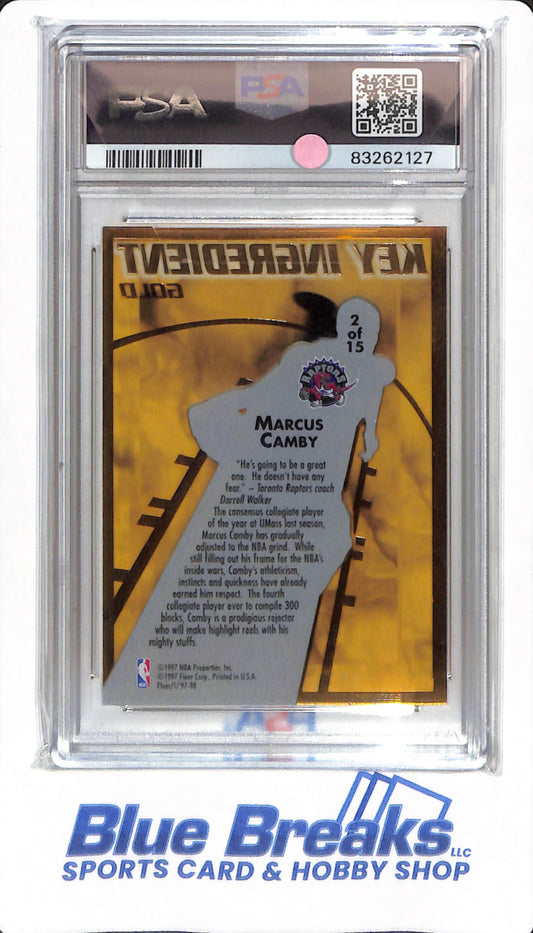 PSA
PSA
83262127
KEY INGREDIENT
GOLD
2
of
15
RAPTORS
MARCUS
CAMBY
"He's going to be a great
one. He doesn't have any
fear." – Toronto Raptors coach
Darrell Walker
The consensus collegiate player
of the year at UMass last season,
Marcus Camby has gradually
adjusted to the NBA grind. While
still filling out his frame for the NBA's
inside wars, Camby's athleticism,
instincts and quickness have already
earned him respect. The fourth
collegiate player ever to compile 300
blocks, Camby is a prodigious rejector
who will make highlight reels with his
mighty stuffs.
©1997 NBA Properties, Inc.
©1997 Fleer Corp., Printed in U.S.A.
Fleer/1/97-98
PSA
Blue Breaks LLC
SPORTS CARD & HOBBY SHOP